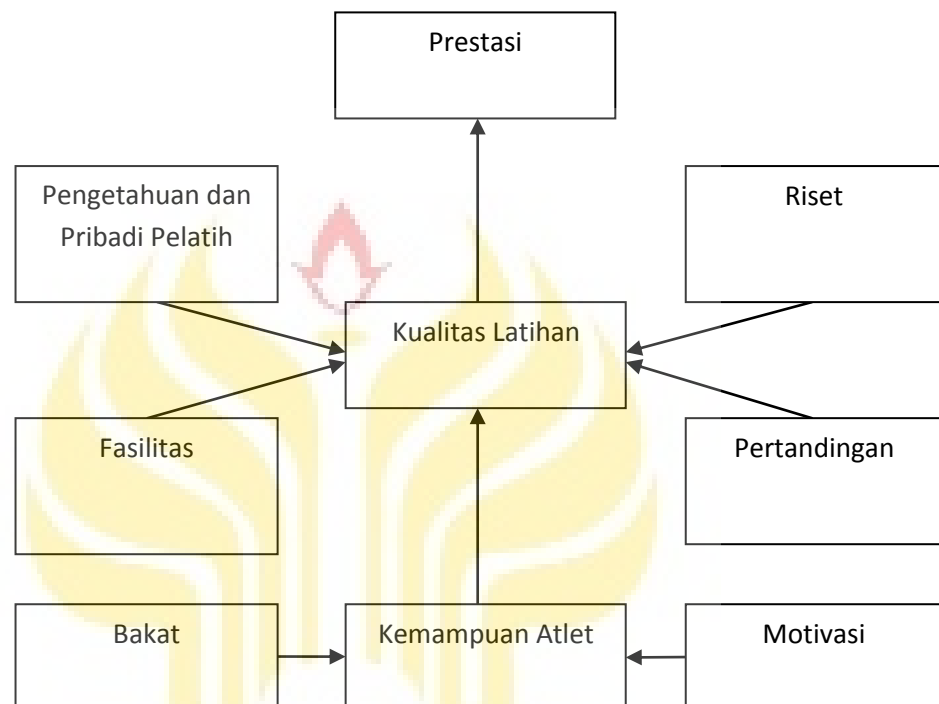 Prestasi
Pengetahuan dan
Pribadi Pelatih
Riset
Kualitas Latihan
Fasilitas
Pertandingan
Bakat
Kemampuan Atlet
Motivasi